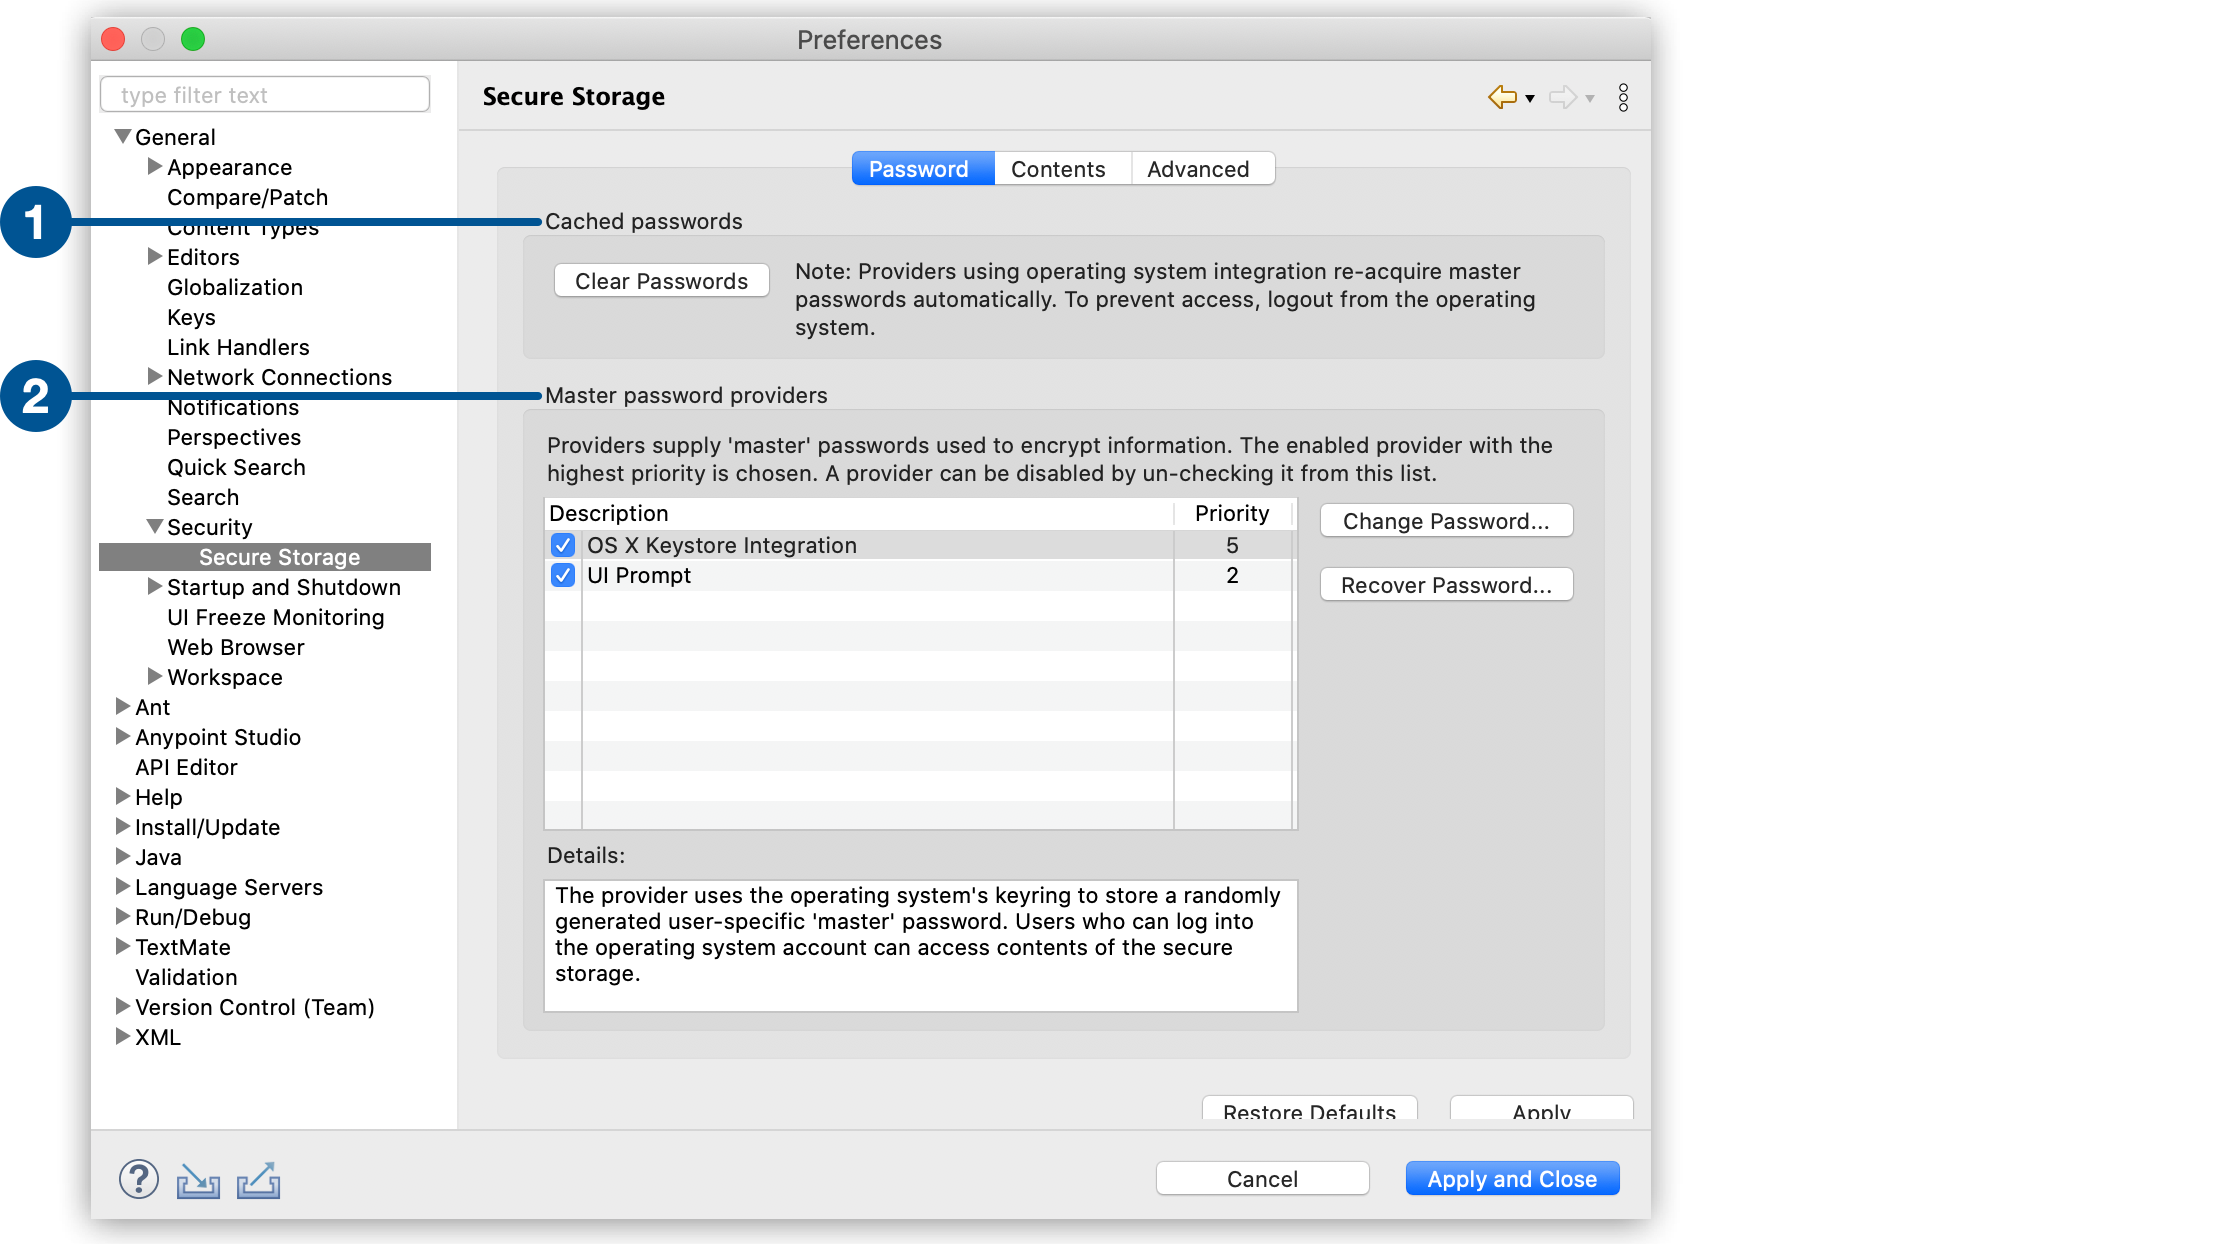 Preferences
type filter text
General
Appearance
Compare/Patch
Content Types
Editors
Globalization
Keys
Link Handlers
Network Connections
Notifications
Perspectives
Quick Search
Search
Security
Secure Storage
Startup and Shutdown
UI Freeze Monitoring
Web Browser
Workspace
Ant
Anypoint Studio
API Editor
Help
Install/Update
Java
Language Servers
Run/Debug
TextMate
Validation
Version Control (Team)
XML
1
2
Secure Storage
Password Contents Advanced
Cached passwords
Clear Passwords
Note: Providers using operating system integration re-acquire master
passwords automatically. To prevent access, logout from the operating
system.
Master password providers
Providers supply 'master' passwords used to encrypt information. The enabled provider with the
highest priority is chosen. A provider can be disabled by un-checking it from this list.
Description Priority
OS X Keystore Integration 5
UI Prompt 2
Change Password...
Recover Password...
Details:
The provider uses the operating system's keyring to store a randomly
generated user-specific 'master' password. Users who can log into
the operating system account can access contents of the secure
storage.
Restore Defaults Apply
?
Cancel Apply and Close